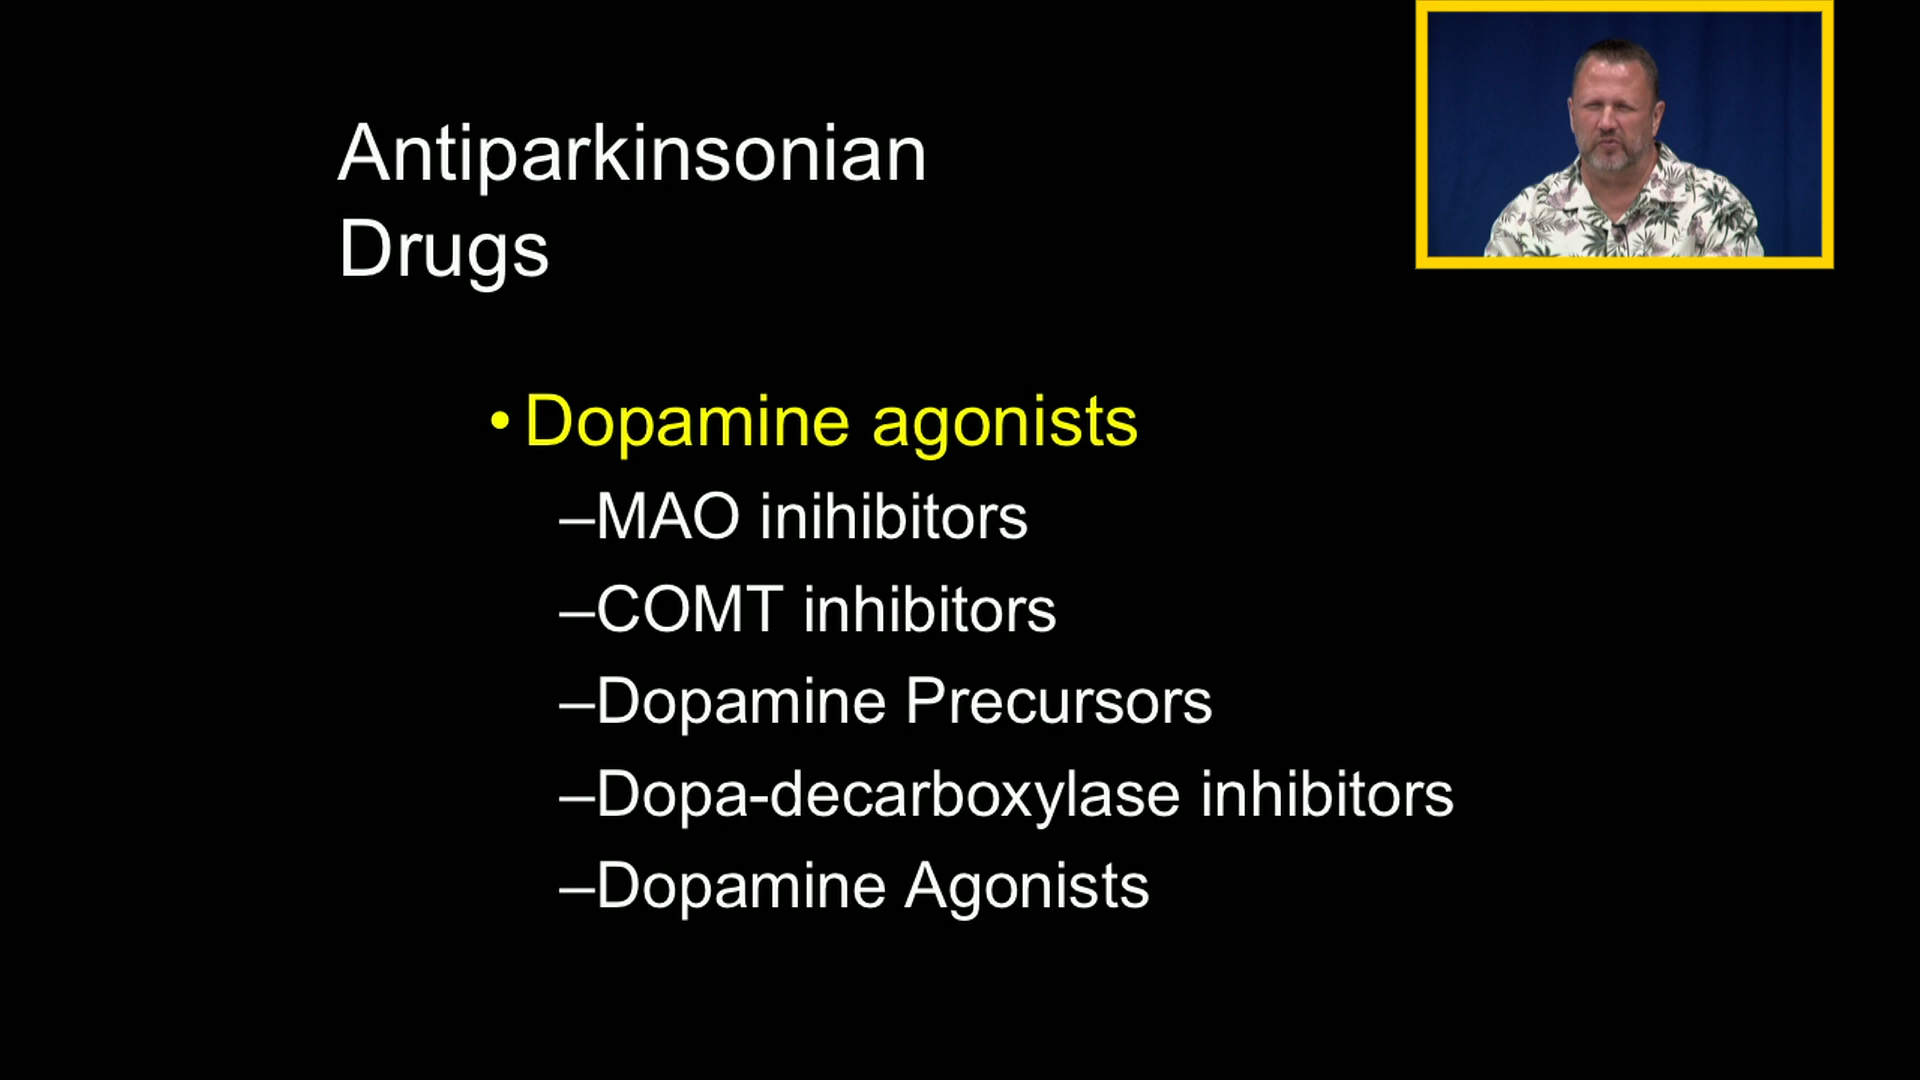 Antiparkinsonian
Drugs
• Dopamine agonists
–MAO inihibitors
–COMT inhibitors
–Dopamine Precursors
–Dopa-decarboxylase inhibitors
–Dopamine Agonists